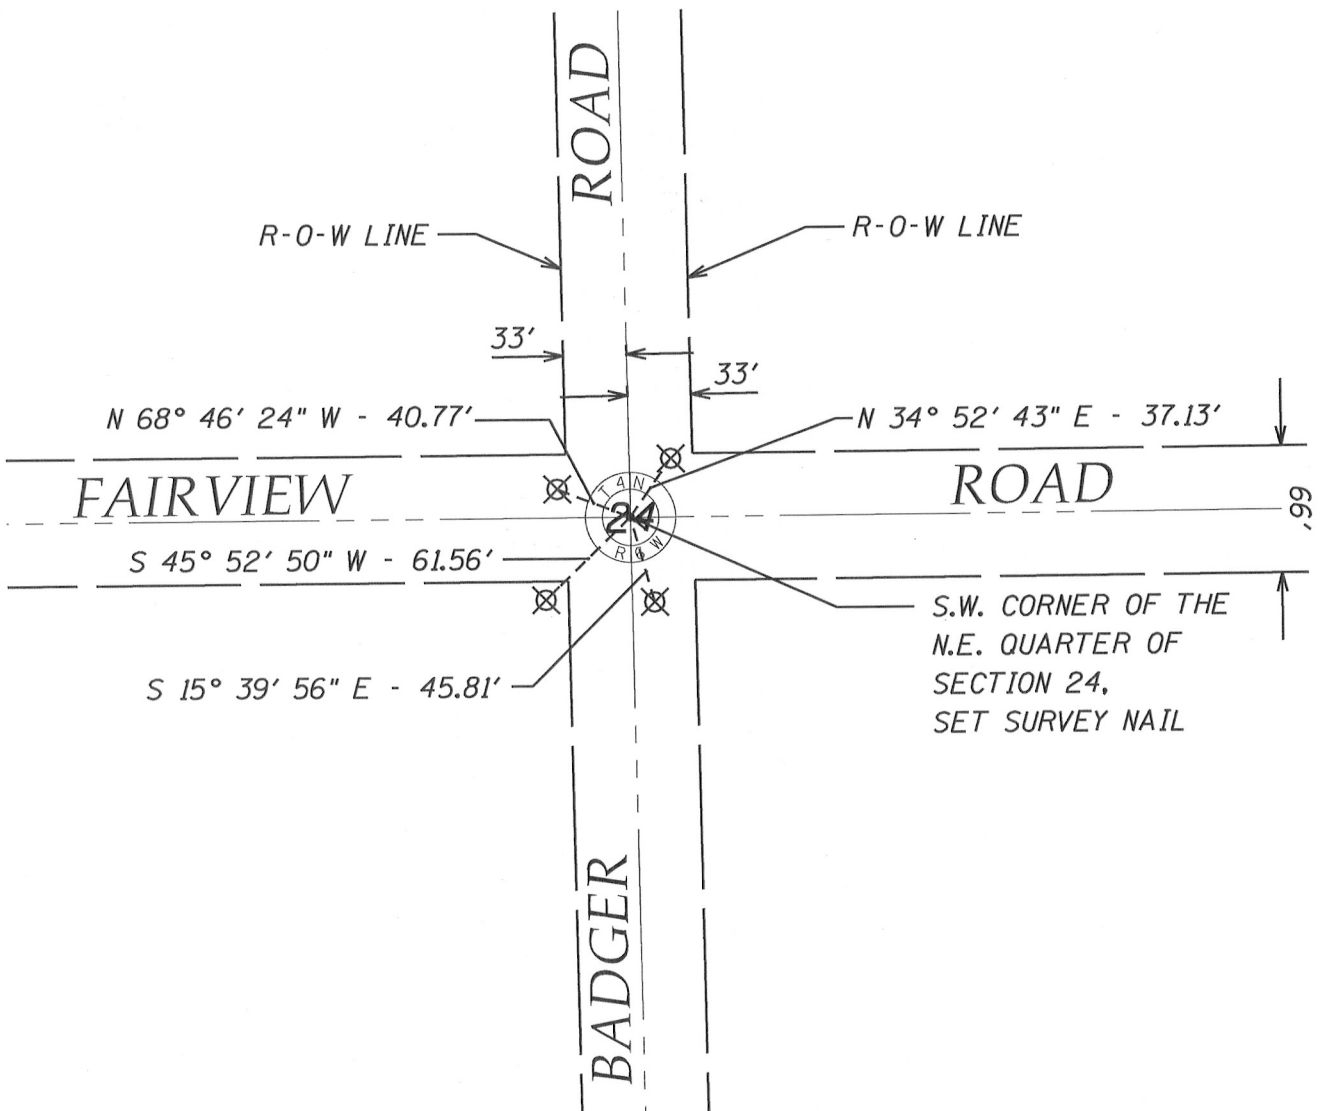 ROAD
R-O-W LINE
R-O-W LINE
33'
33'
N 68° 46' 24" W - 40.77'
N 34° 52' 43" E - 37.13'
FAIRVIEW
ROAD
66'
T 4 N
24
R 6 W
S 45° 52' 50" W - 61.56'
S.W. CORNER OF THE
N.E. QUARTER OF
SECTION 24,
SET SURVEY NAIL
S 15° 39' 56" E - 45.81'
BADGER